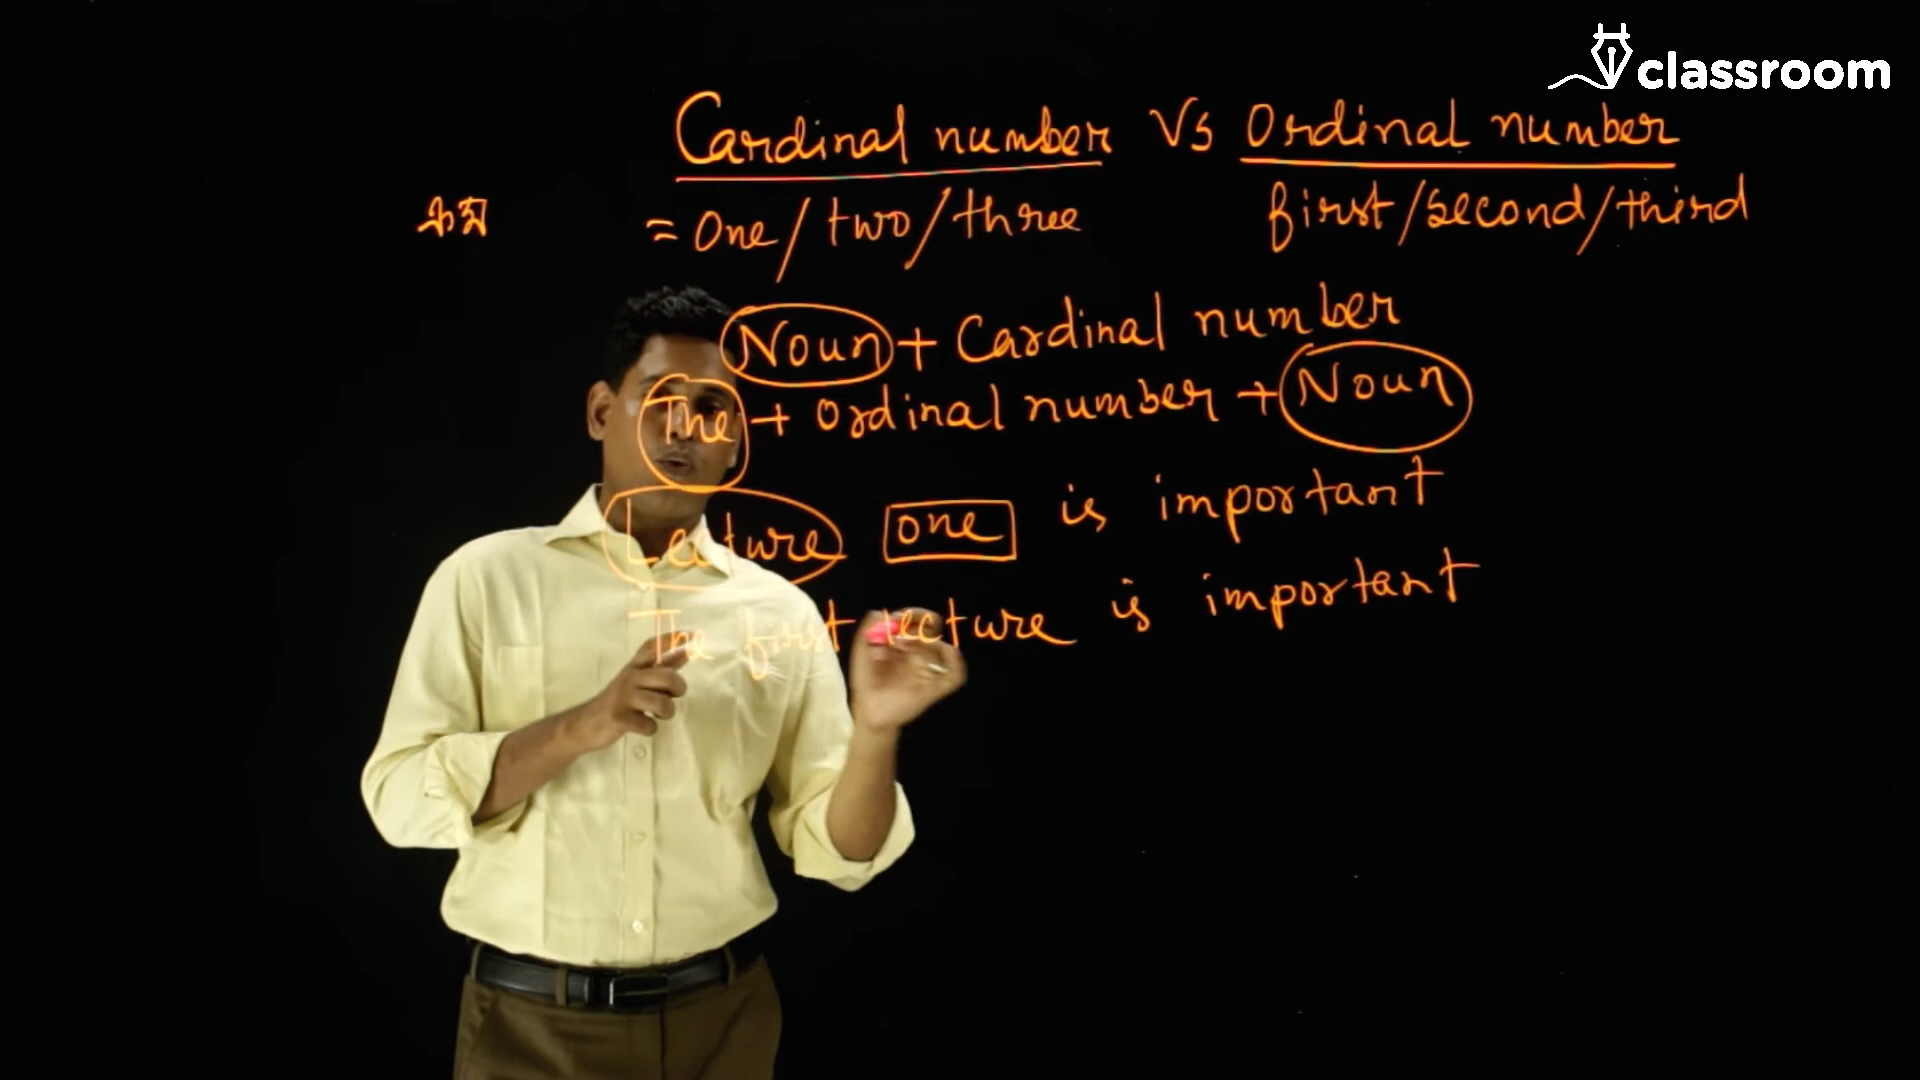 classroom
Cardinal number Vs Ordinal number
ক্রম = One/two/three first/second/third
Noun + Cardinal number
The + Ordinal number + Noun
Lecture one is important
The first lecture is important